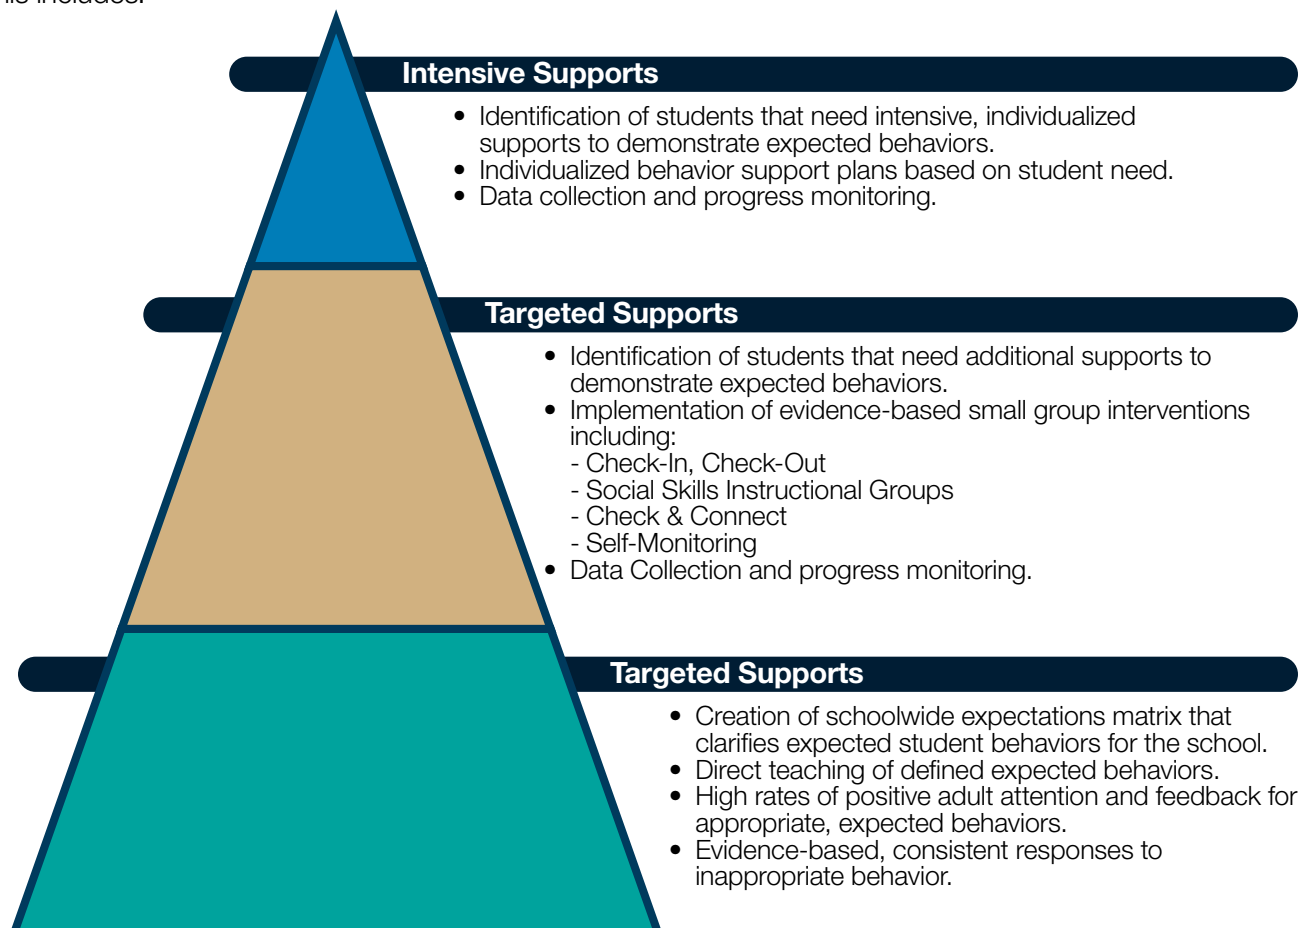 includes:
Intensive Supports
• Identification of students that need intensive, individualized
supports to demonstrate expected behaviors.
• Individualized behavior support plans based on student need.
• Data collection and progress monitoring.
Targeted Supports
• Identification of students that need additional supports to
demonstrate expected behaviors.
• Implementation of evidence-based small group interventions
including:
- Check-In, Check-Out
- Social Skills Instructional Groups
- Check & Connect
- Self-Monitoring
• Data Collection and progress monitoring.
Targeted Supports
• Creation of schoolwide expectations matrix that
clarifies expected student behaviors for the school.
• Direct teaching of defined expected behaviors.
• High rates of positive adult attention and feedback for
appropriate, expected behaviors.
• Evidence-based, consistent responses to
inappropriate behavior.